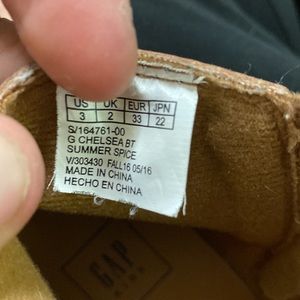 US UK EUR JPN
3 2 33 22
S/164761-00
G CHELSEA BT
SUMMER SPICE
V/303430 FALL16 05/16
MADE IN CHINA
HECHO EN CHINA
GAP